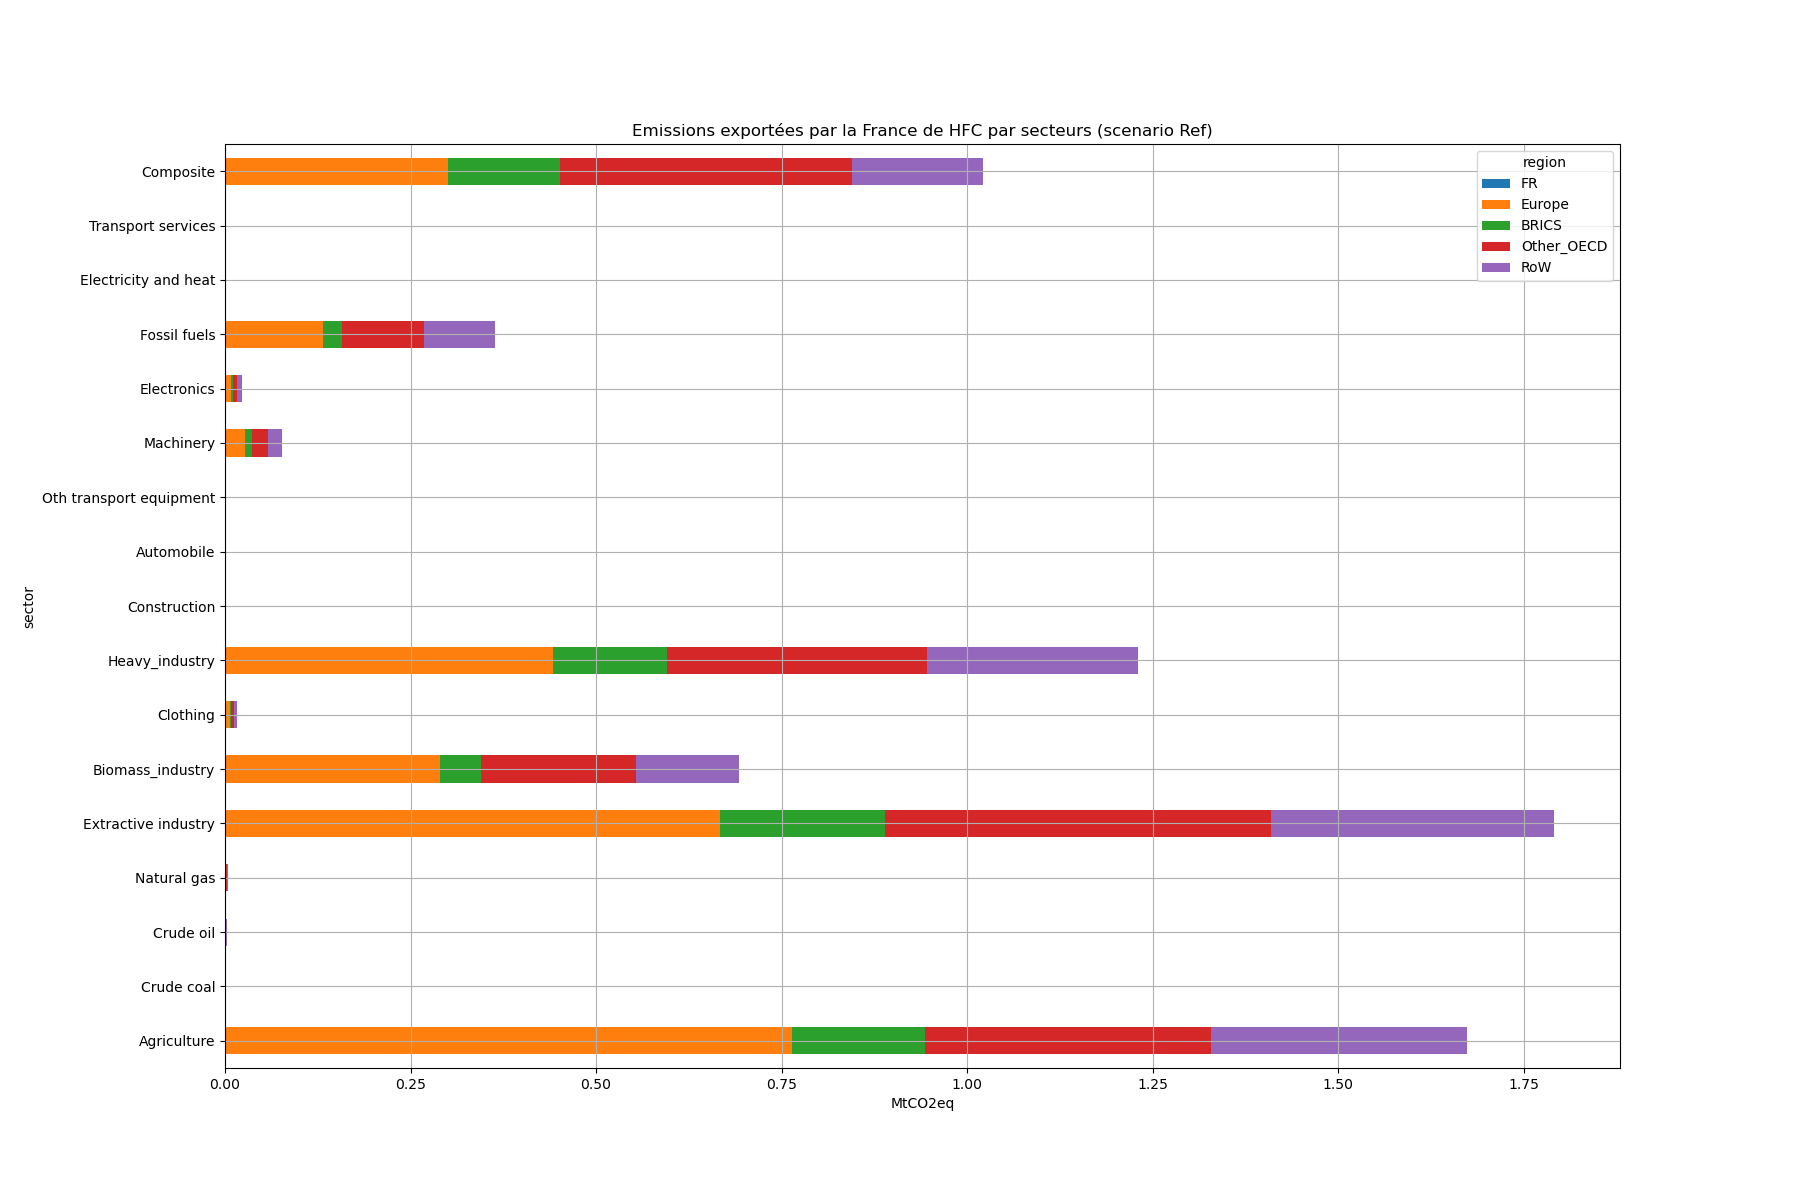 Emissions exportées par la France de HFC par secteurs (scenario Ref)
region
FR
Europe
BRICS
Other_OECD
RoW
sector
Composite
Transport services
Electricity and heat
Fossil fuels
Electronics
Machinery
Oth transport equipment
Automobile
Construction
Heavy_industry
Clothing
Biomass_industry
Extractive industry
Natural gas
Crude oil
Crude coal
Agriculture
0.00 0.25 0.50 0.75 1.00 1.25 1.50 1.75
MtCO2eq